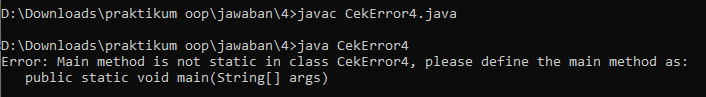 D:\Downloads\praktikum oop\jawaban\4>javac CekError4.java
D:\Downloads\praktikum oop\jawaban\4>java CekError4
Error: Main method is not static in class CekError4, please define the main method as:
   public static void main(String[] args)